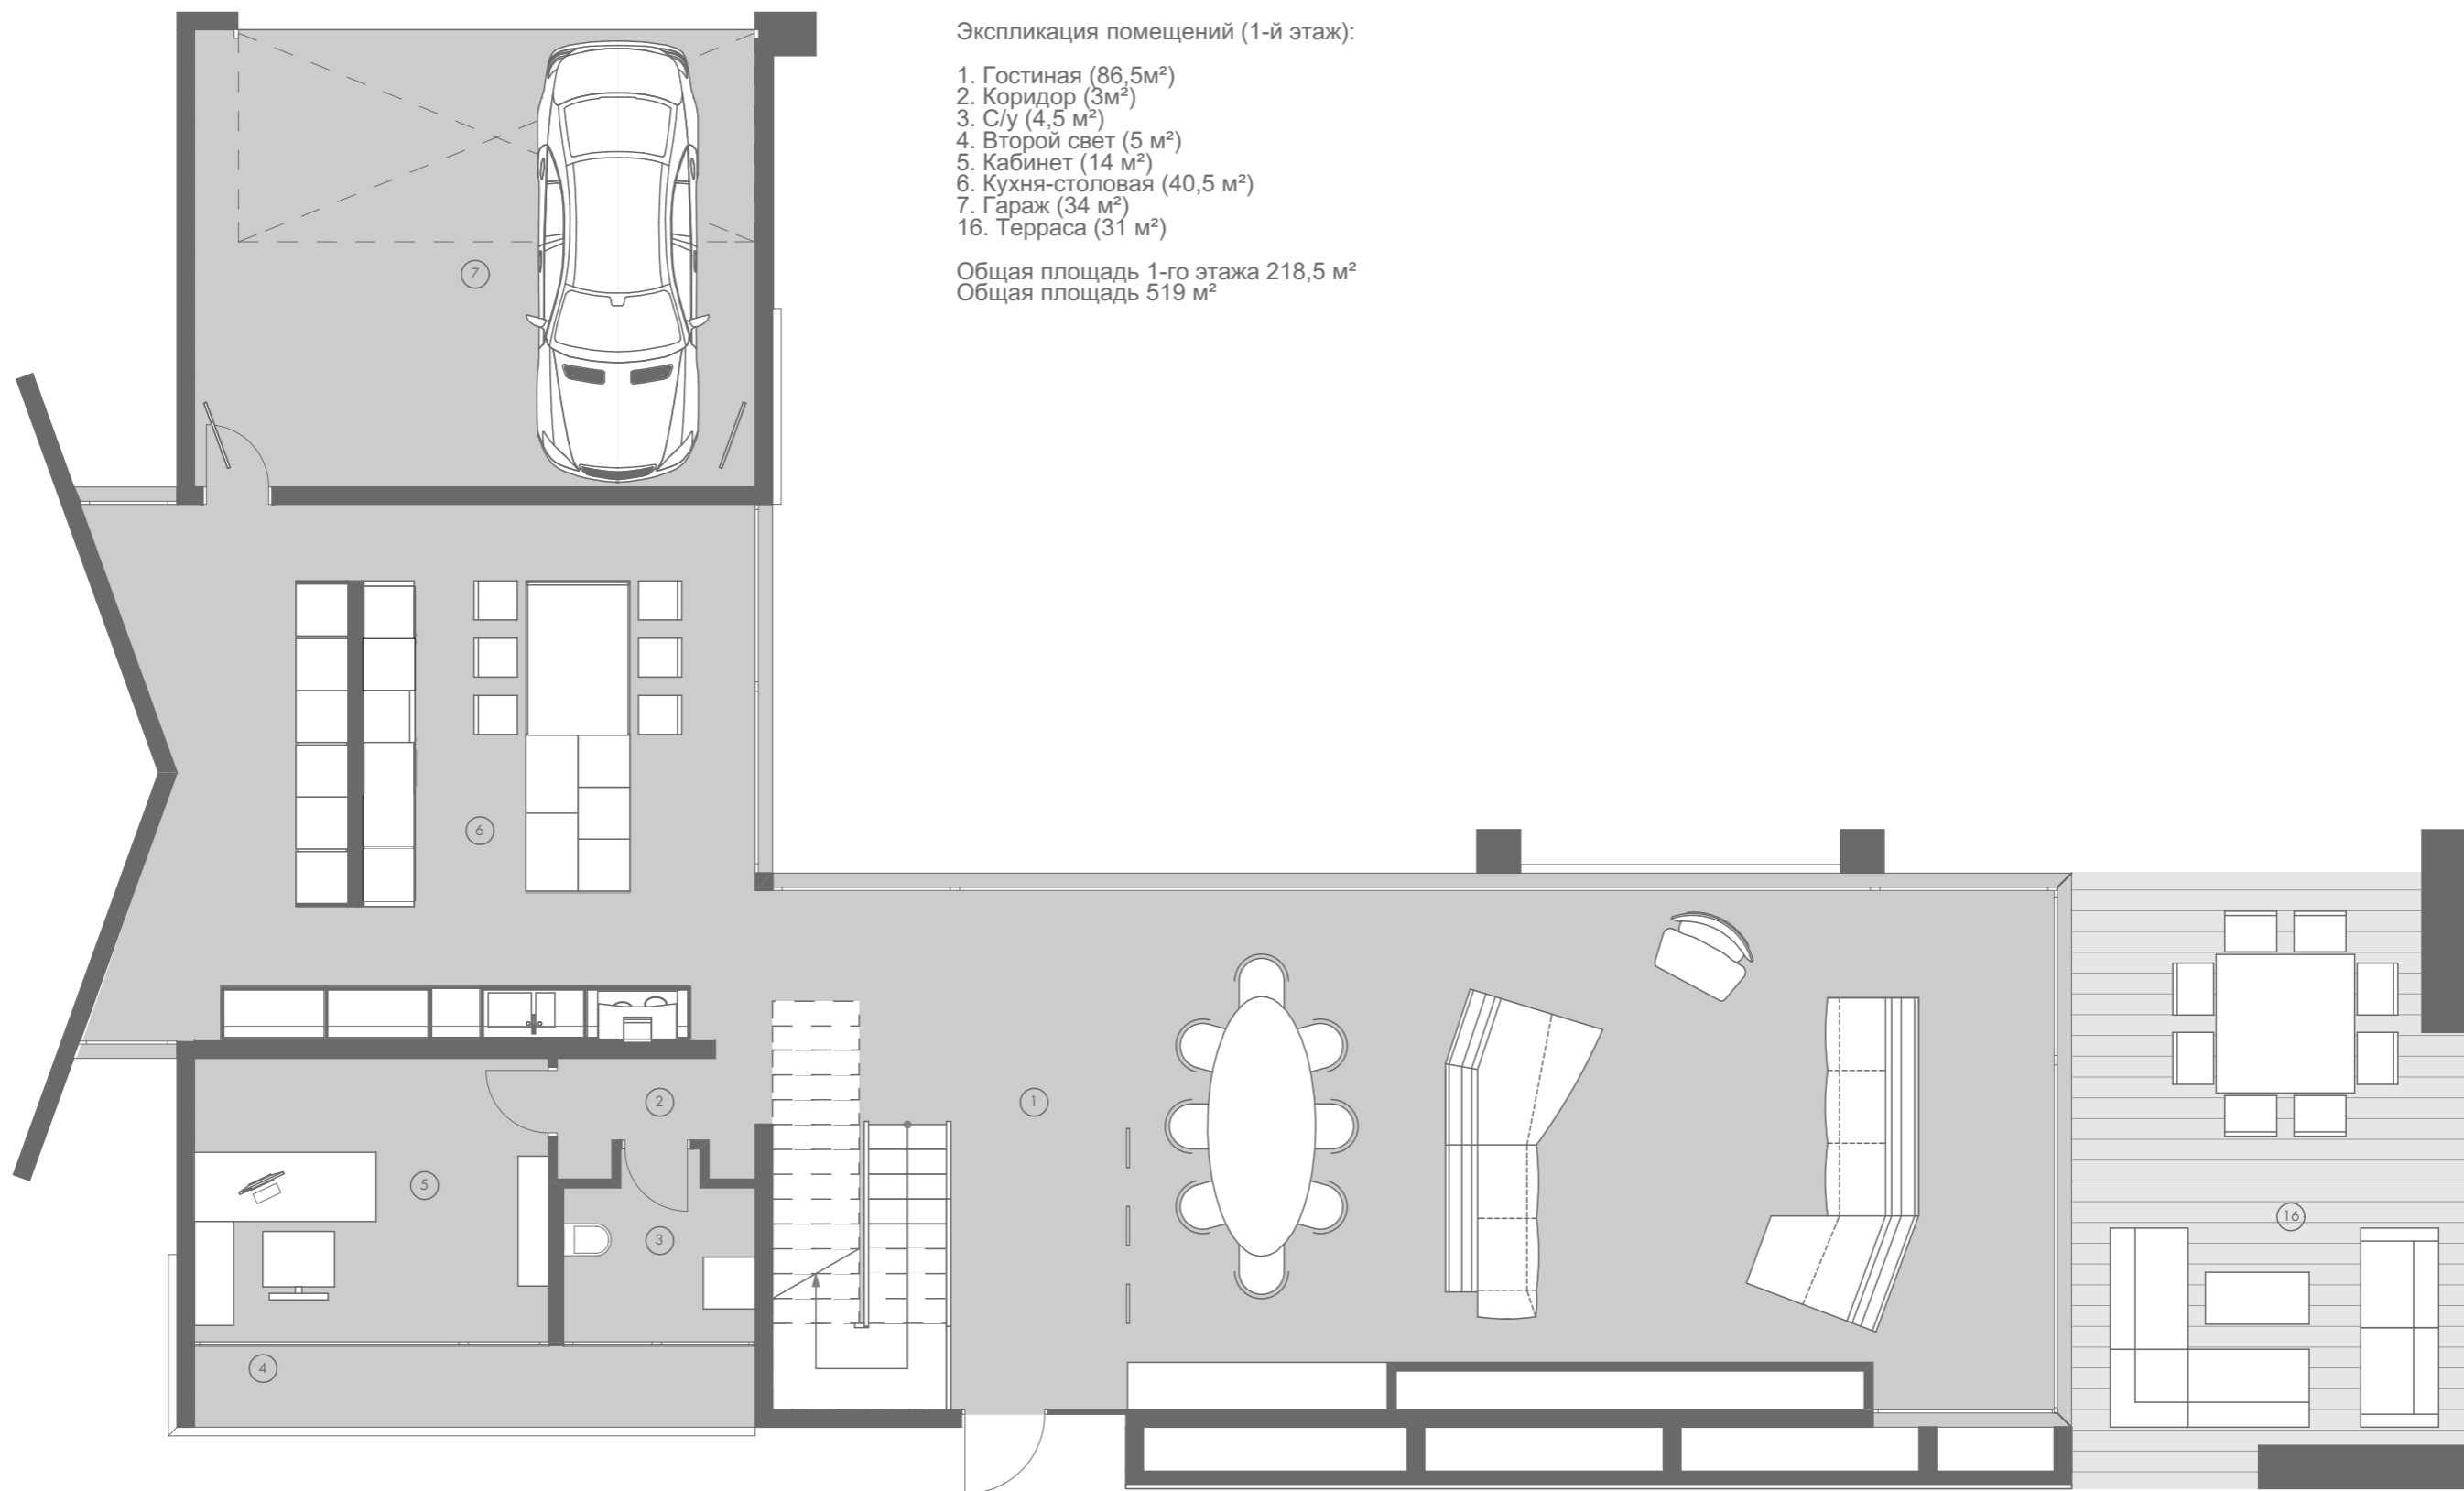 Экспликация помещений (1-й этаж):
1. Гостиная (86,5м²)
2. Коридор (3м²)
3. С/у (4,5 м²)
4. Второй свет (5 м²)
5. Кабинет (14 м²)
6. Кухня-столовая (40,5 м²)
7. Гараж (34 м²)
16. Терраса (31 м²)
Общая площадь 1-го этажа 218,5 м²
Общая площадь 519 м²
7
6
2
1
5
3
16
4